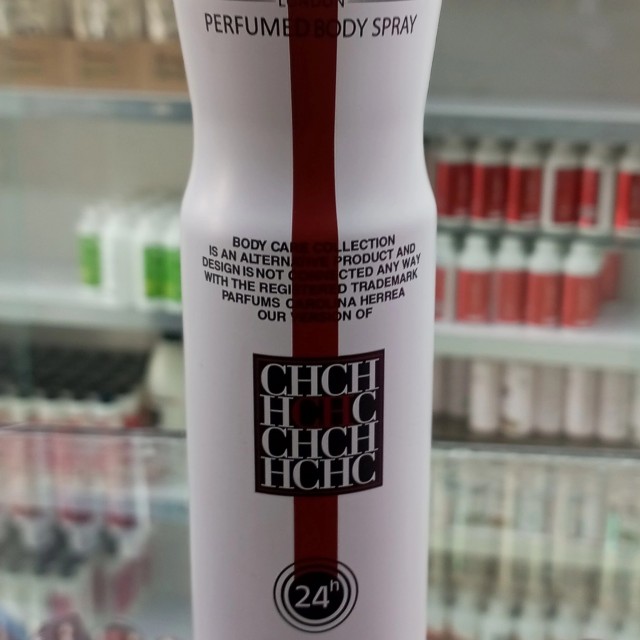 LONDON
PERFUMED BODY SPRAY
BODY CARE COLLECTION
IS AN ALTERNATIVE PRODUCT AND
DESIGN IS NOT CONNECTED ANY WAY
WITH THE REGISTERED TRADEMARK
PARFUMS CAROLINA HERREA
OUR VERSION OF
CHCH
HCHC
CHCH
HCHC
24h